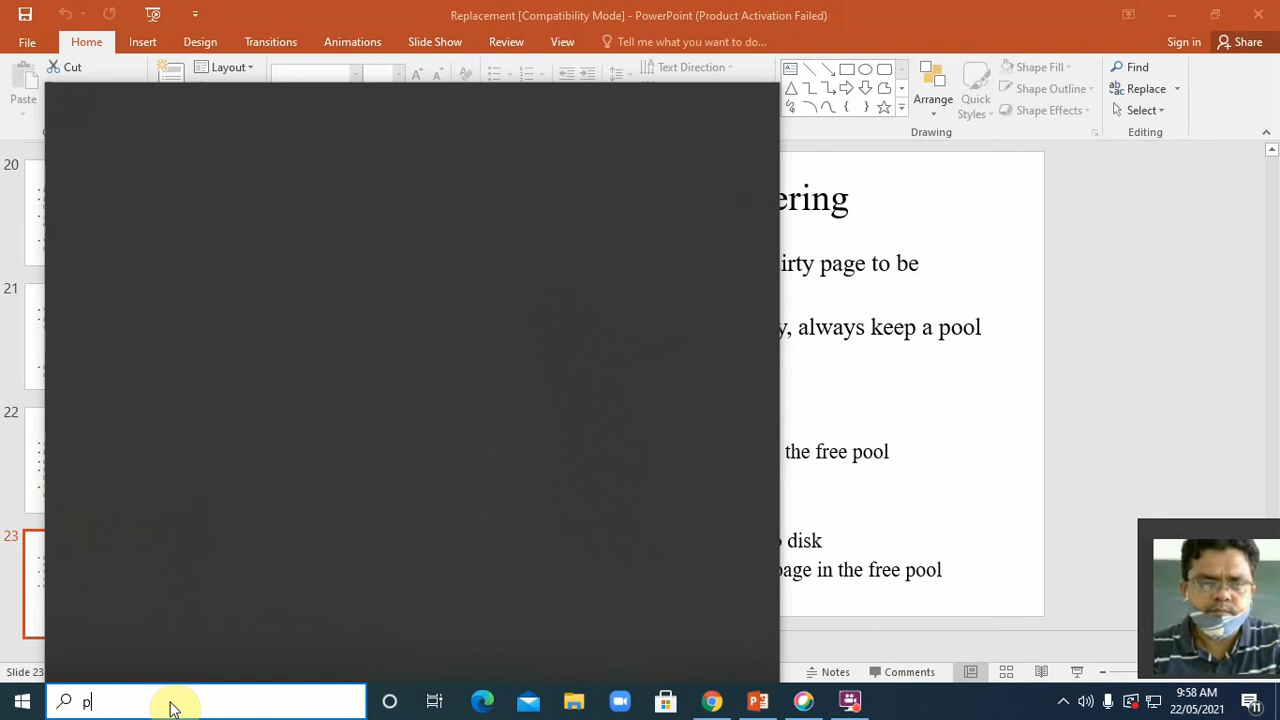 Replacement [Compatibility Mode] - PowerPoint (Product Activation Failed)
File Home Insert Design Transitions Animations Slide Show Review View Tell me what you want to do... Sign in Share
Cut Layout Text Direction Shape Fill Find
Paste Arrange Quick Styles Shape Outline Replace
Shape Effects Select
Drawing Editing
20
21
22
23
ering
irty page to be
y, always keep a pool
the free pool
o disk
page in the free pool
Slide 23 Notes Comments
p
9:58 AM
22/05/2021
11